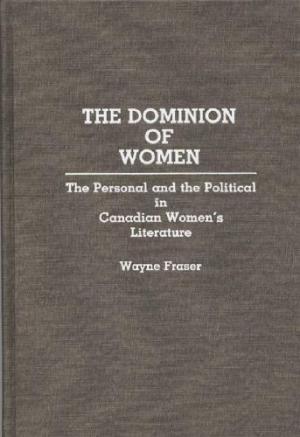 THE DOMINION
OF
WOMEN
The Personal and the Political
in
Canadian Women's
Literature
Wayne Fraser